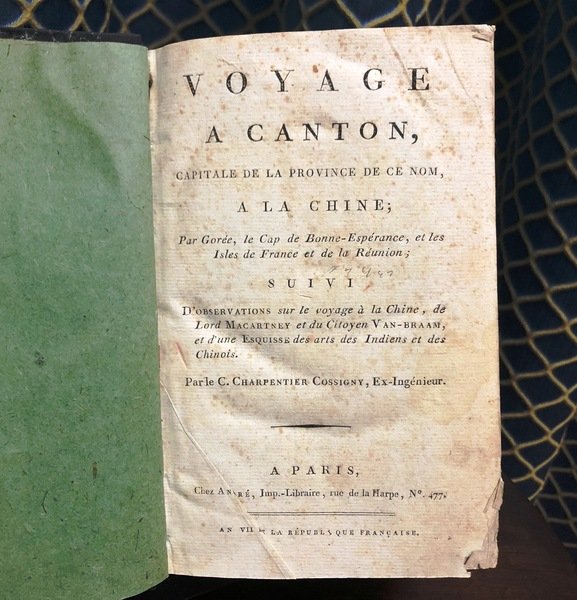 VOYAGE
A CANTON,
CAPITALE DE LA PROVINCE DE CE NOM,
A LA CHINE;
Par Gorée, le Cap de Bonne-Espérance, et les
Isles de France et de la Réunion;
SUIVI
D'OBSERVATIONS sur le voyage à la Chine, de
Lord MACARTNEY et du Citoyen VAN-BRAAM,
et d'une ESQUISSE des arts des Indiens et des
Chinois.
Par le C. CHARPENTIER COSSIGNY, Ex-Ingénieur.
A PARIS,
Chez ANDRÉ, Imp.-Libraire, rue de la Harpe, N°. 477.
AN VII DE LA RÉPUBLIQUE FRANÇAISE.